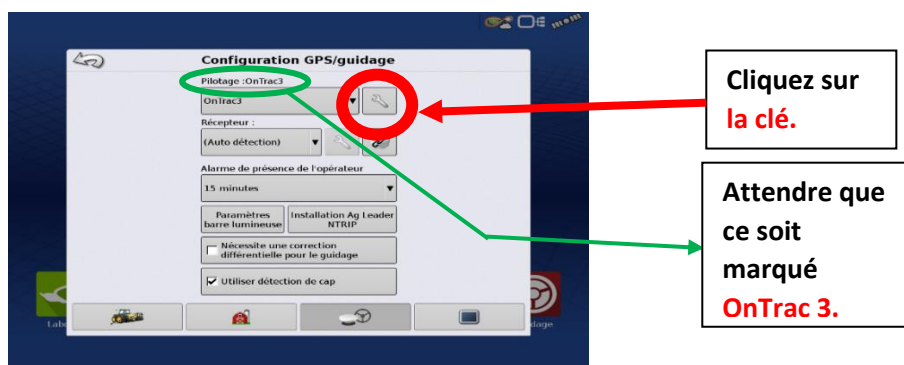 Configuration GPS/guidage
Pilotage :OnTrac3
OnTrac3
Récepteur :
(Auto détection)
Alarme de présence de l'opérateur
15 minutes
Paramètres
barre lumineuse
Installation Ag Leader
NTRIP
Nécessite une correction
différentielle pour le guidage
Utiliser détection de cap
Cliquez sur
la clé.
Attendre que
ce soit
marqué
OnTrac 3.